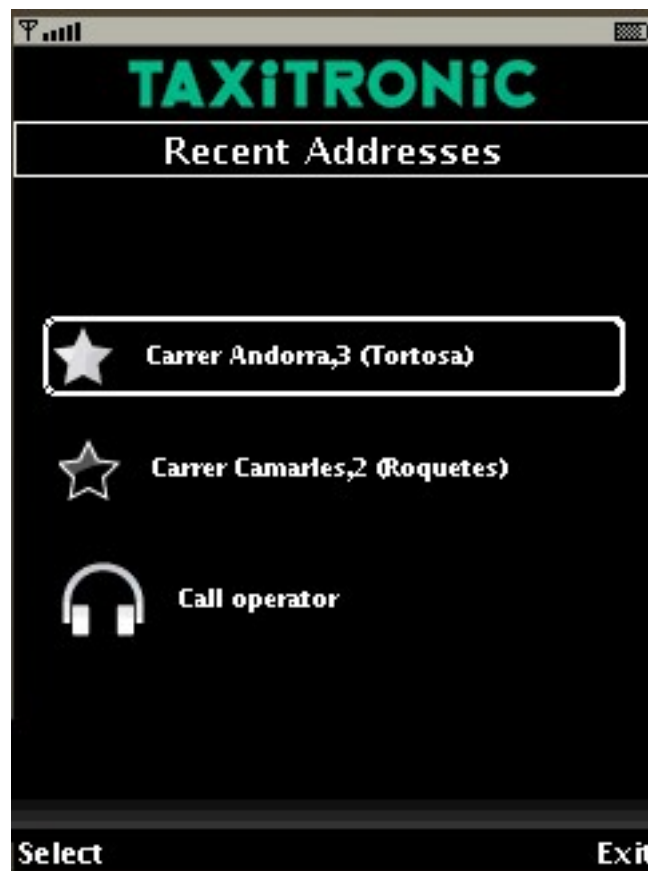 TAXiTRONiC
Recent Addresses
Carrer Andorra,3 (Tortosa)
Carrer Camarles,2 (Roquetes)
Call operator
Select
Exit